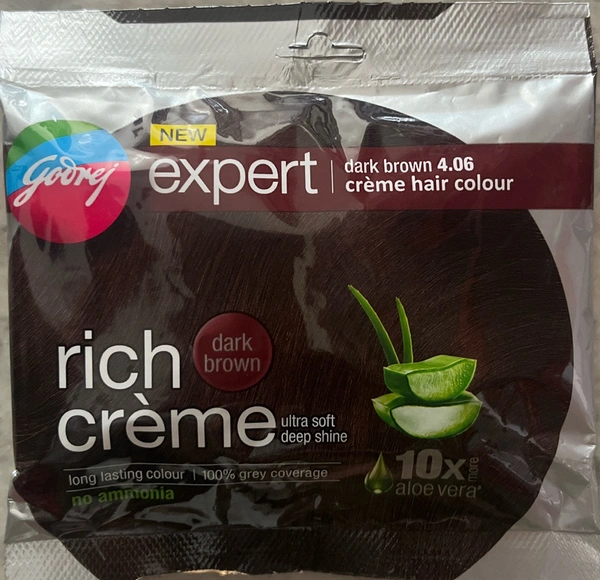 NEW
Godrej
expert
dark brown 4.06
crème hair colour
rich
crème
dark
brown
ultra soft
deep shine
long lasting colour | 100% grey coverage
no ammonia
10x more
aloe vera*